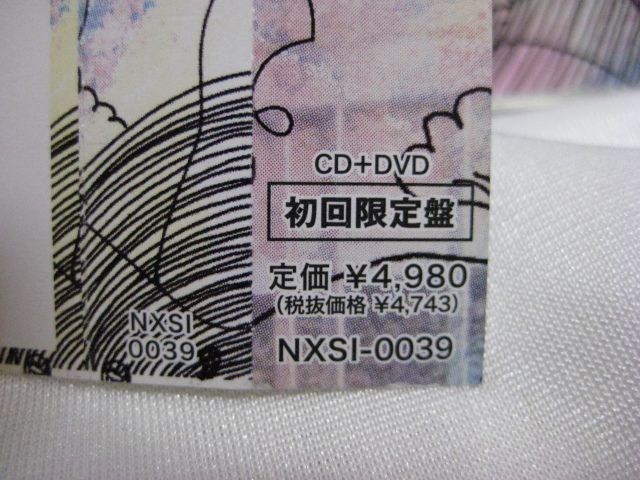 CD+DVD
初回限定盤
定価 ¥4,980
(税抜価格 ¥4,743)
NXSI-0039
NXSI
0039